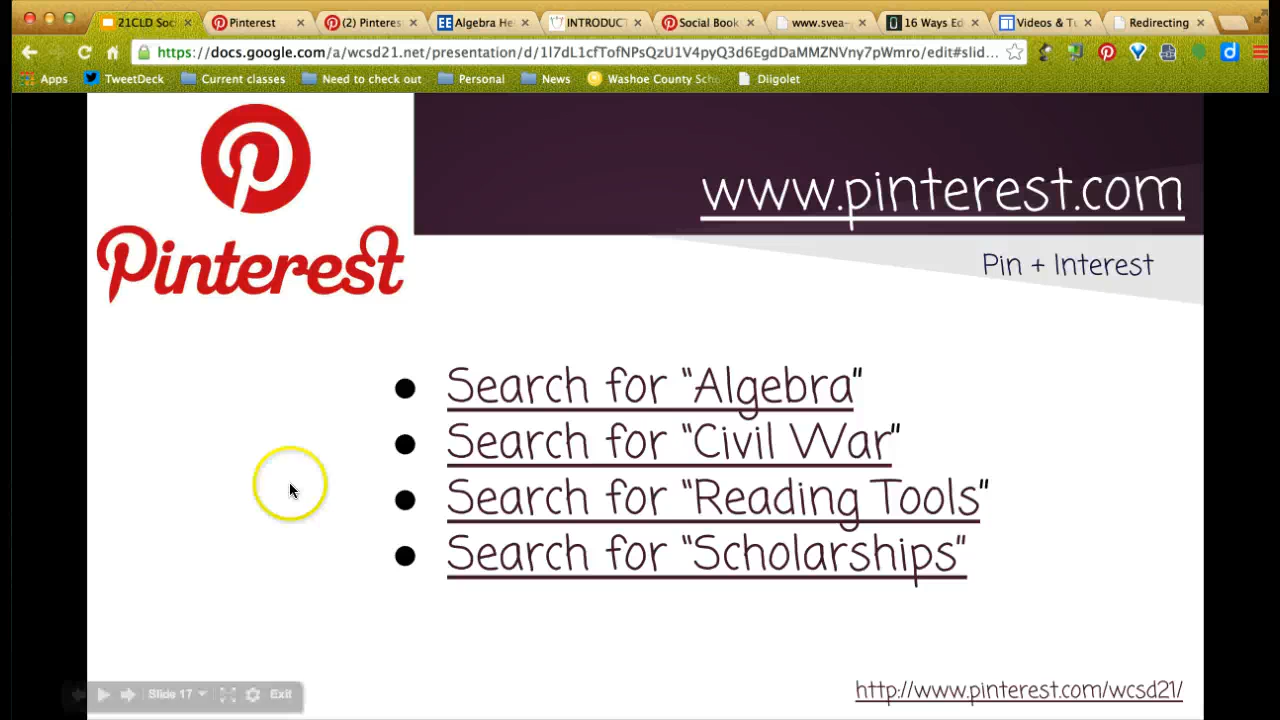 21CLD Soc
Pinterest
(2) Pinteres
EE Algebra He
INTRODUCT
Social Book
www.svea-
16 Ways Ed
Videos & Tu
Redirecting
https://docs.google.com/a/wcsd21.net/presentation/d/1l7dL1cfTofNPsQzU1V4pyQ3d6EgdDaMMZNVny7pWmro/edit#slid...
Apps
TweetDeck
Current classes
Need to check out
Personal
News
Washoe County Scho
Diigolet
Pinterest
www.pinterest.com
Pin + Interest
● Search for "Algebra"
● Search for "Civil War"
● Search for "Reading Tools"
● Search for "Scholarships"
Slide 17
Exit
http://www.pinterest.com/wcsd21/